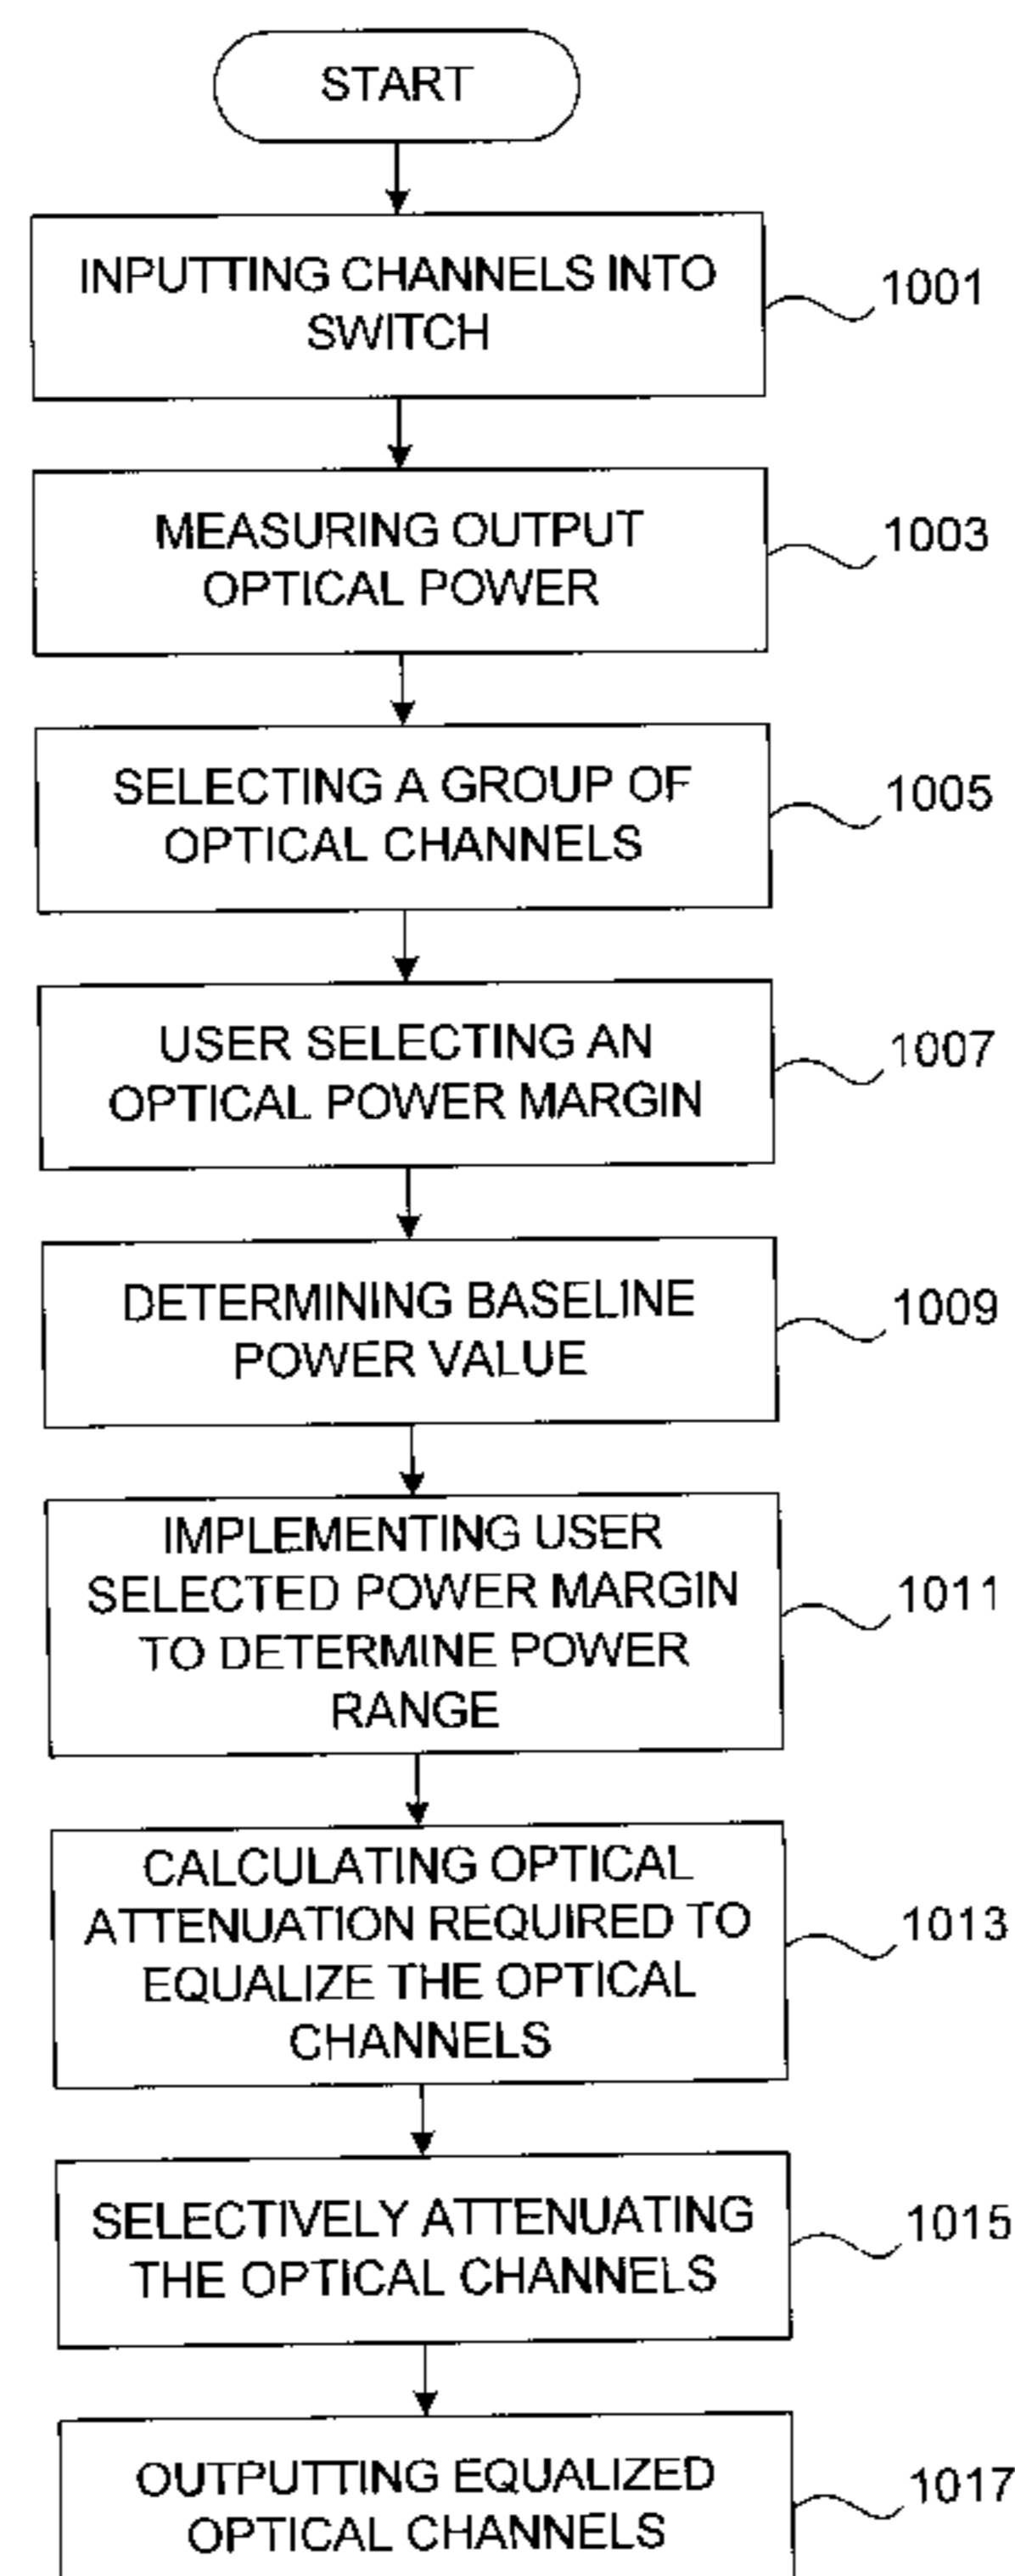 START
INPUTTING CHANNELS INTO
SWITCH
1001
MEASURING OUTPUT
OPTICAL POWER
1003
SELECTING A GROUP OF
OPTICAL CHANNELS
1005
USER SELECTING AN
OPTICAL POWER MARGIN
1007
DETERMINING BASELINE
POWER VALUE
1009
IMPLEMENTING USER
SELECTED POWER MARGIN
TO DETERMINE POWER
RANGE
1011
CALCULATING OPTICAL
ATTENUATION REQUIRED TO
EQUALIZE THE OPTICAL
CHANNELS
1013
SELECTIVELY ATTENUATING
THE OPTICAL CHANNELS
1015
OUTPUTTING EQUALIZED
OPTICAL CHANNELS
1017